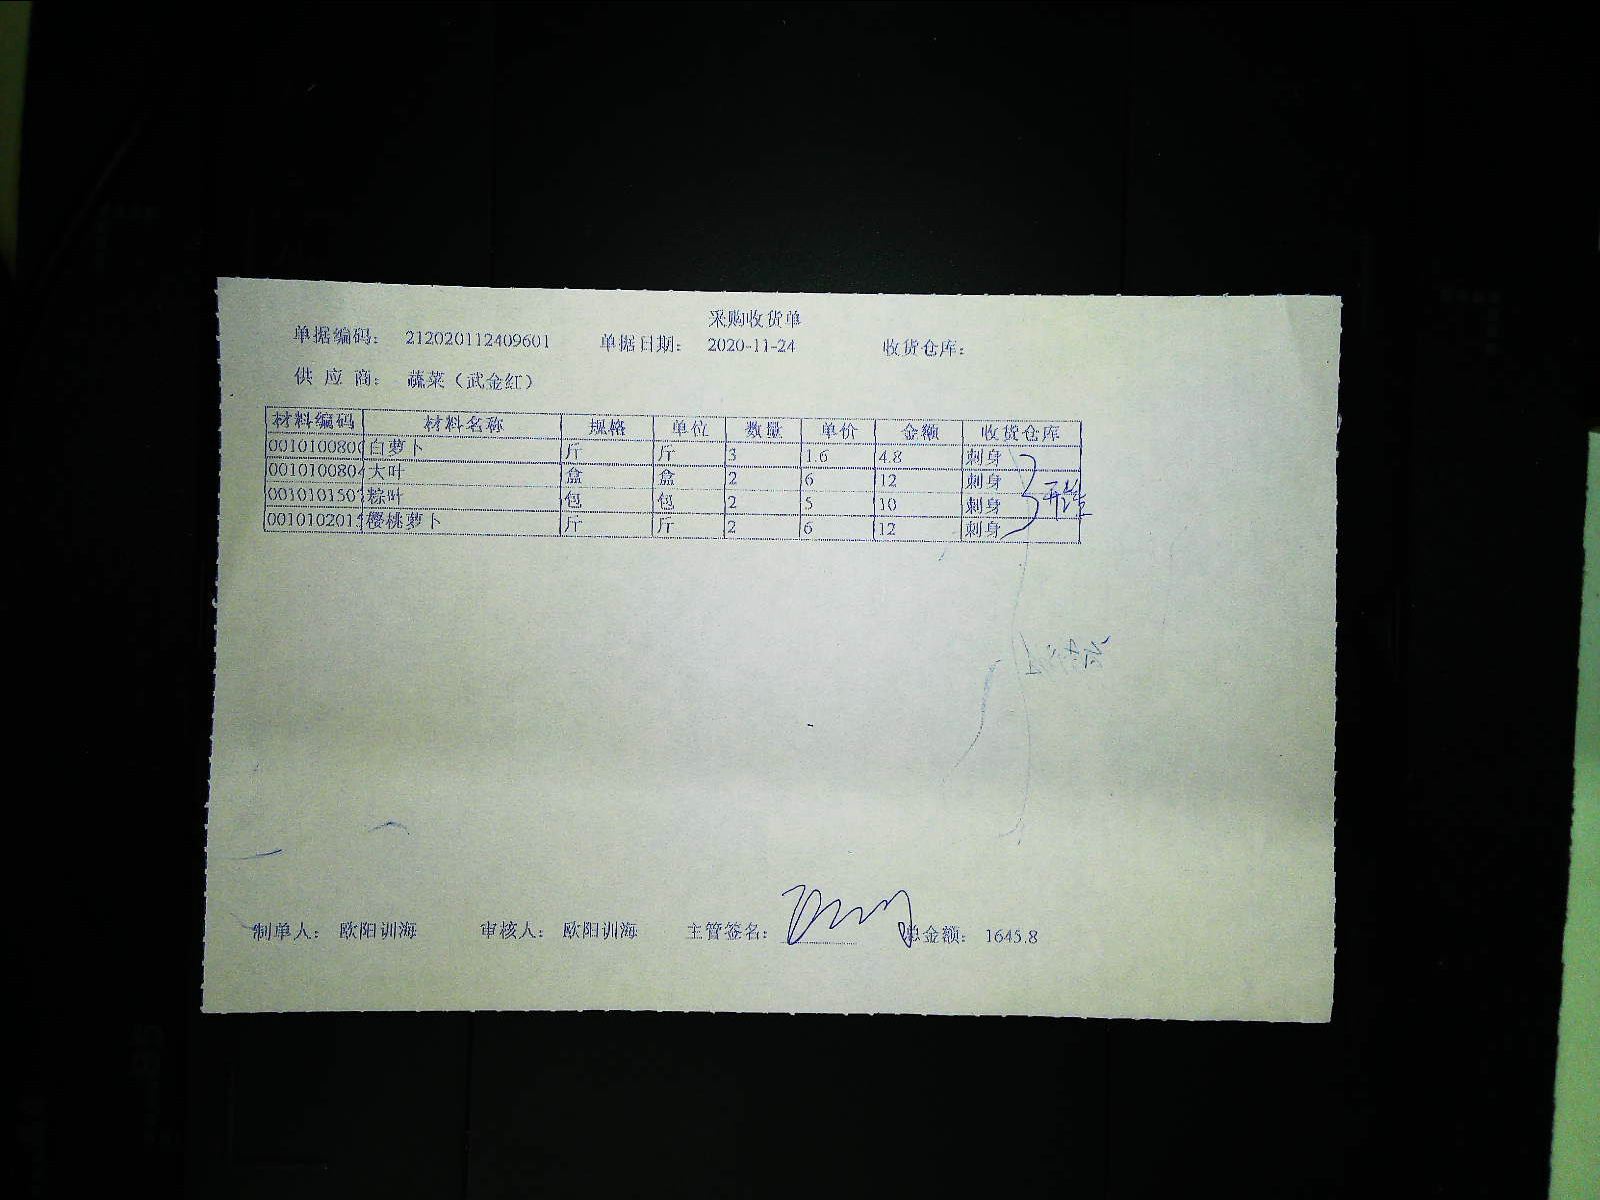 采购收货单
单据编码： 212020112409601 单据日期： 2020-11-24 收货仓库：
供 应 商： 蔬菜（武金红）
材料编码 材料名称 规格 单位 数量 单价 金额 收货仓库
001010080 白萝卜 斤 斤 3 1.6 4.8 刺身
001010080 大叶 盒 盒 2 6 12 刺身
001010150 粽叶 包 包 2 5 10 刺身
001010201 樱桃萝卜 斤 斤 2 6 12 刺身
制单人： 欧阳训海 审核人： 欧阳训海 主管签名： 总金额： 1645.8